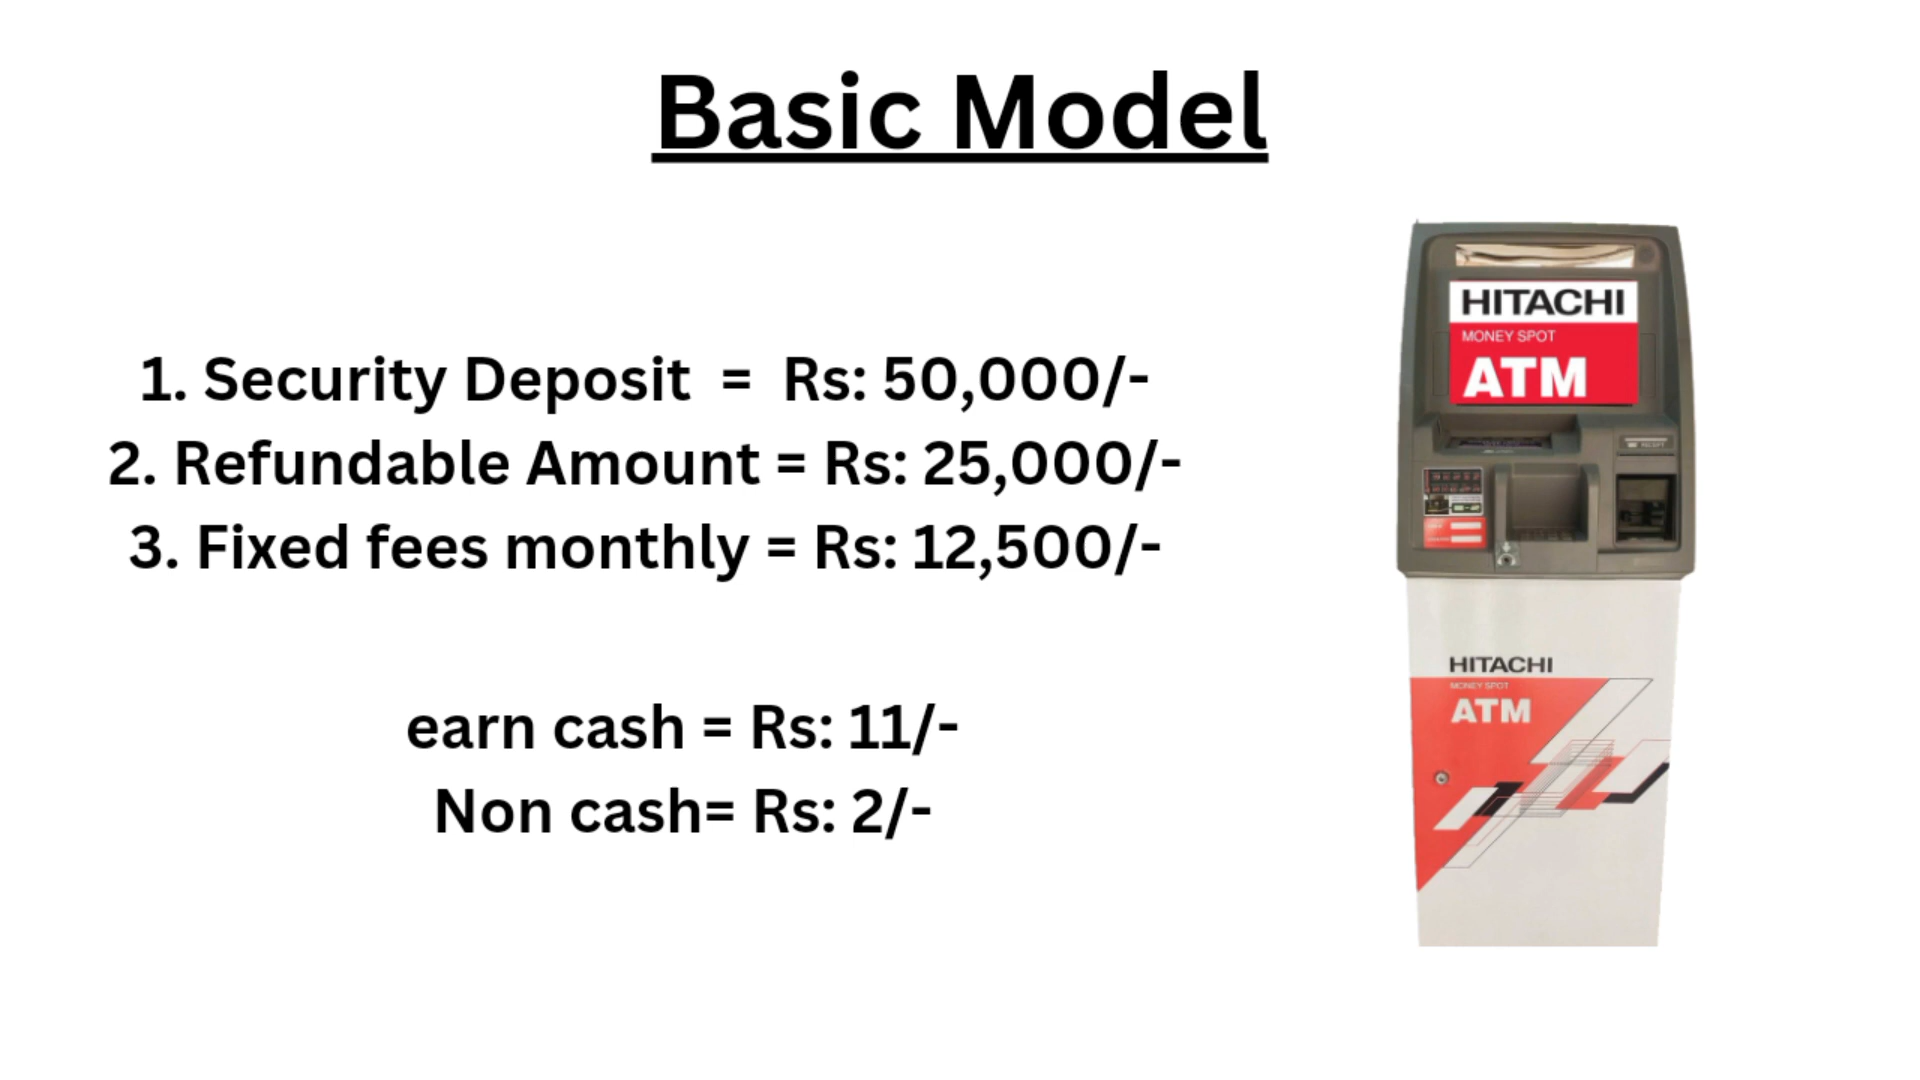 Basic Model
1. Security Deposit = Rs: 50,000/-
2. Refundable Amount = Rs: 25,000/-
3. Fixed fees monthly = Rs: 12,500/-
earn cash = Rs: 11/-
Non cash= Rs: 2/-
HITACHI
MONEY SPOT
ATM
HITACHI
MONEY SPOT
ATM